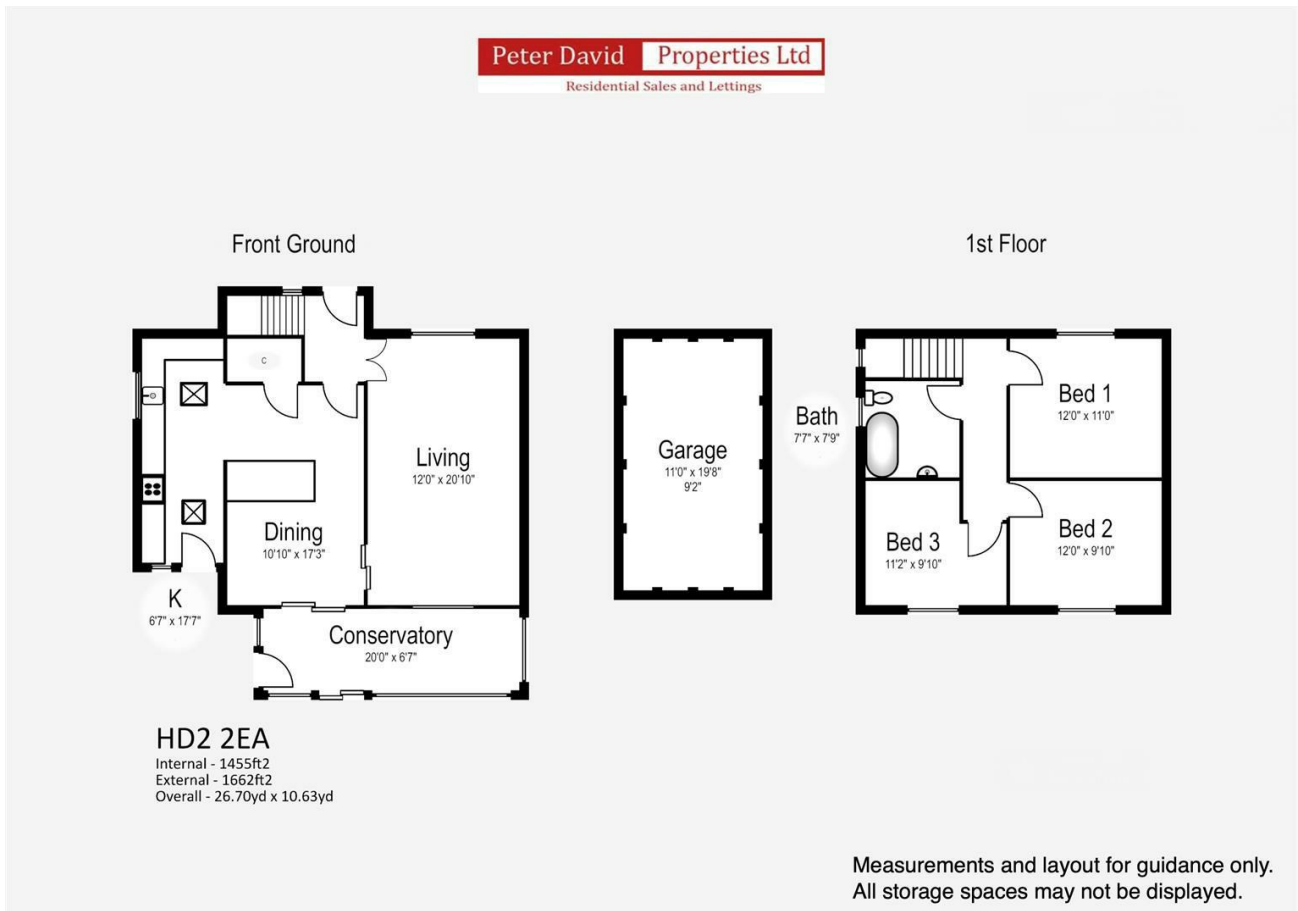 Peter David Properties Ltd
Residential Sales and Lettings
Front Ground
1st Floor
C
Living
12'0" x 20'10"
Dining
10'10" x 17'3"
K
6'7" x 17'7"
Conservatory
20'0" x 6'7"
Garage
11'0" x 19'8"
9'2"
Bath
7'7" x 7'9"
Bed 1
12'0" x 11'0"
Bed 2
12'0" x 9'10"
Bed 3
11'2" x 9'10"
HD2 2EA
Internal - 1455ft2
External - 1662ft2
Overall - 26.70yd x 10.63yd
Measurements and layout for guidance only.
All storage spaces may not be displayed.